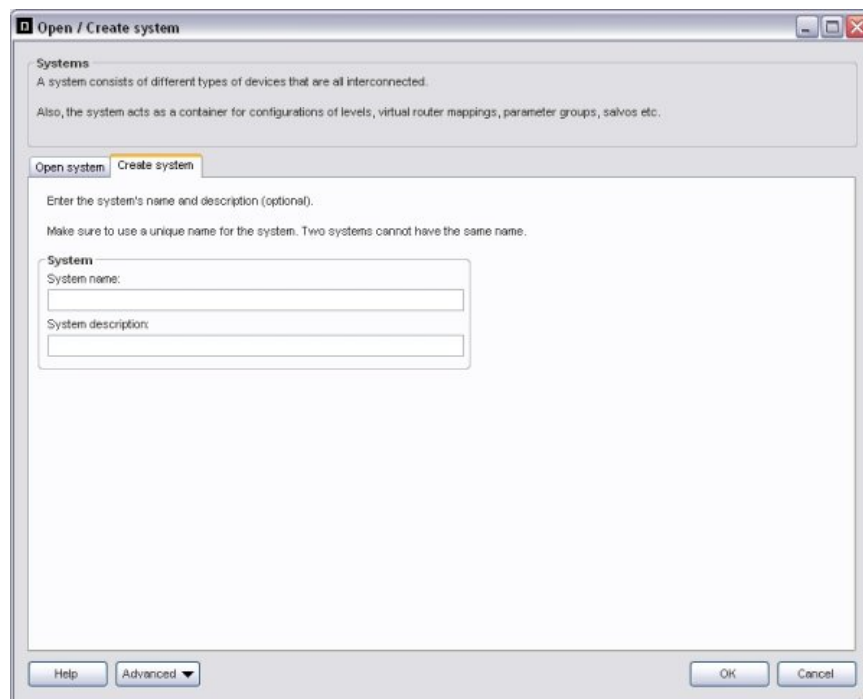 Open / Create system
Systems
A system consists of different types of devices that are all interconnected.
Also, the system acts as a container for configurations of levels, virtual router mappings, parameter groups, salvos etc.
Open system
Create system
Enter the system's name and description (optional).
Make sure to use a unique name for the system. Two systems cannot have the same name.
System
System name:
System description:
Help
Advanced
OK
Cancel